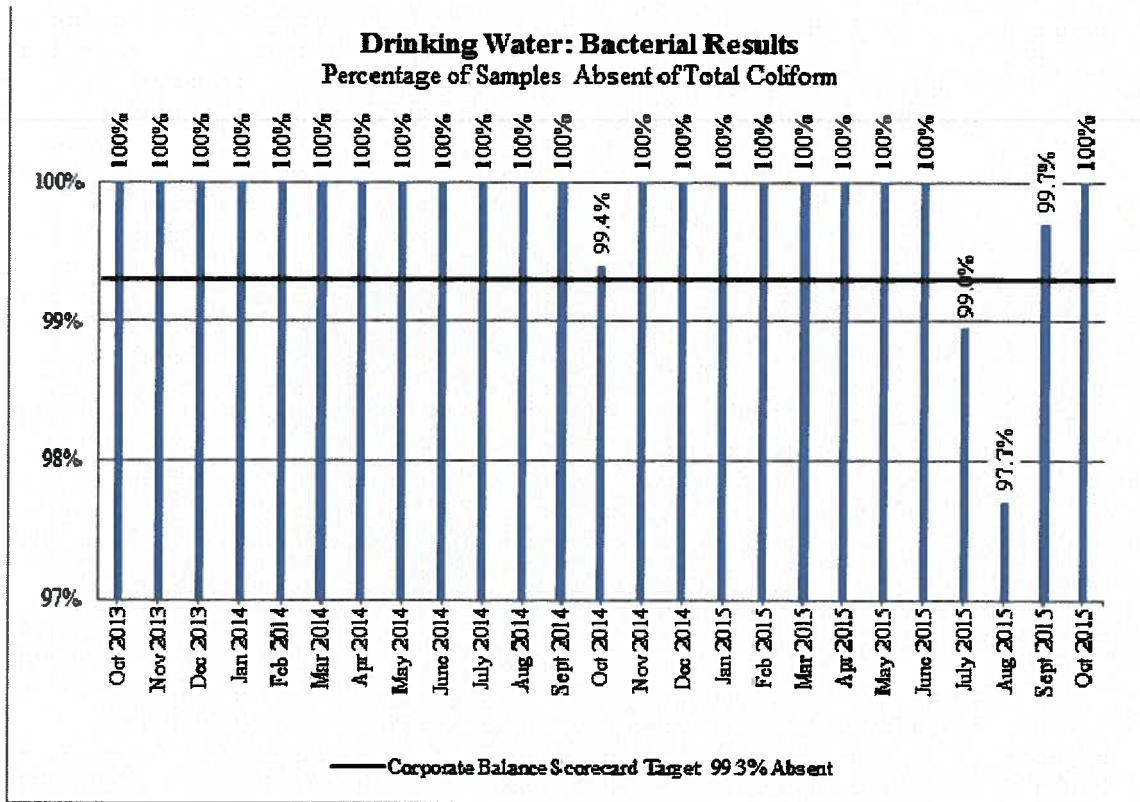 Drinking Water: Bacterial Results
Percentage of Samples Absent of Total Coliform
100% 100% 100% 100% 100% 100% 100% 100% 100% 100% 100% 100% 99.4% 100% 100% 100% 100% 100% 100% 100% 100% 99.0% 97.7% 99.7% 100%
100%
99%
98%
97%
Oct 2013 Nov 2013 Dec 2013 Jan 2014 Feb 2014 Mar 2014 Apr 2014 May 2014 June 2014 July 2014 Aug 2014 Sept 2014 Oct 2014 Nov 2014 Dec 2014 Jan 2015 Feb 2015 Mar 2015 Apr 2015 May 2015 June 2015 July 2015 Aug 2015 Sept 2015 Oct 2015
Corporate Balance Scorecard Target 99.3% Absent